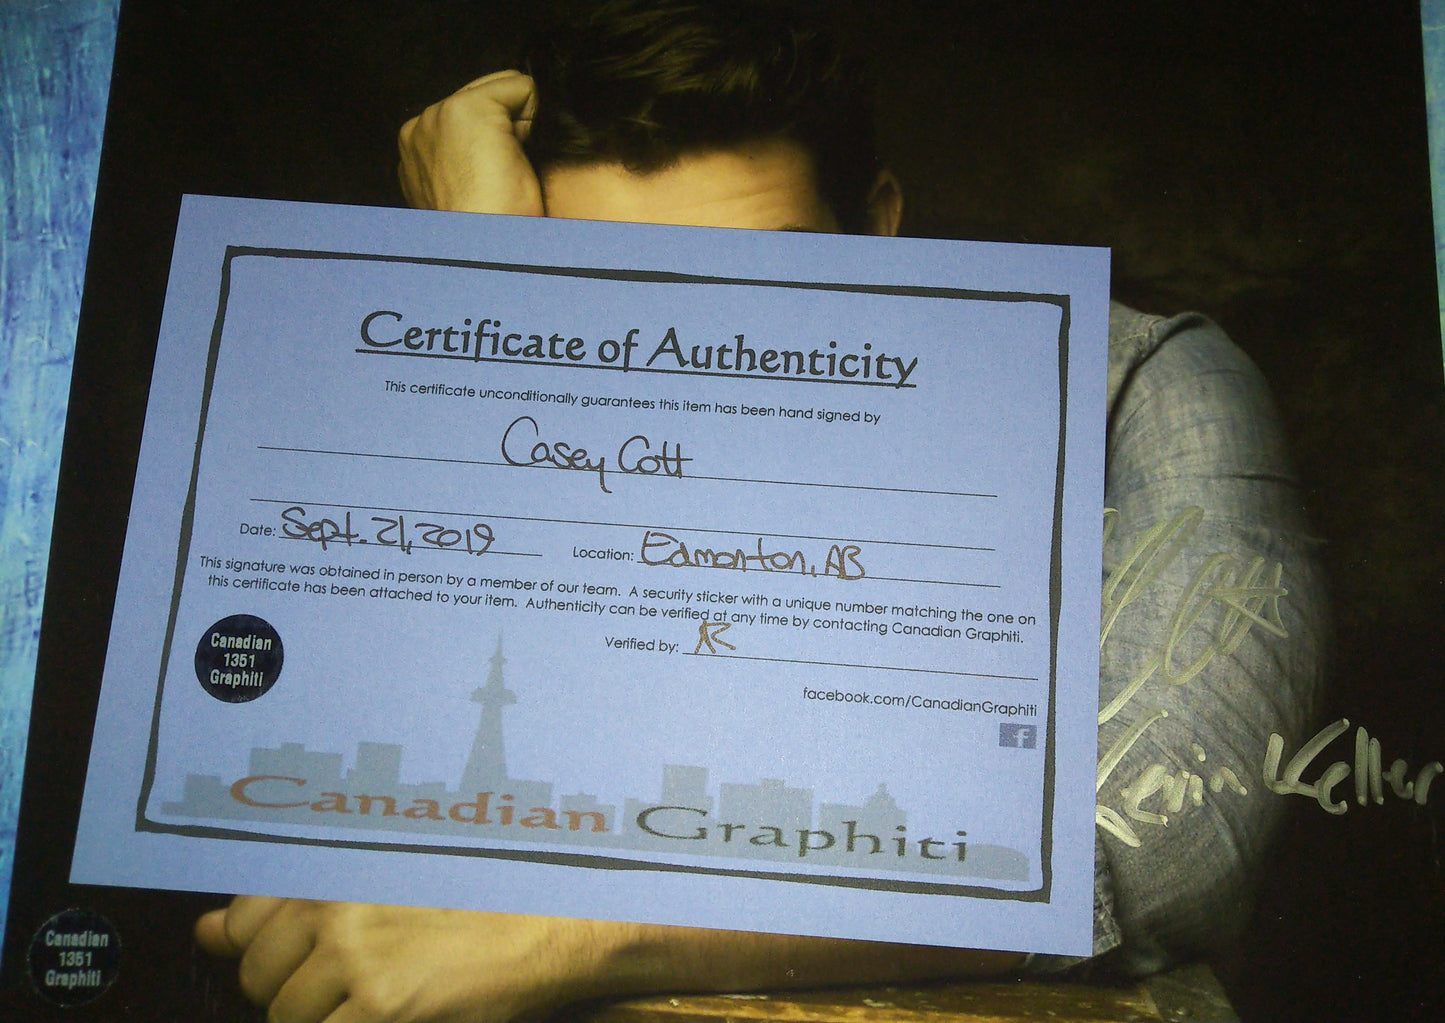 Certificate of Authenticity
This certificate unconditionally guarantees this item has been hand signed by
Casey Cott
Date: Sept. 21, 2019 Location: Edmonton, AB
This signature was obtained in person by a member of our team. A security sticker with a unique number matching the one on
this certificate has been attached to your item. Authenticity can be verified at any time by contacting Canadian Graphiti.
Verified by:
Canadian
1351
Graphiti
facebook.com/CanadianGraphiti
f
Canadian Graphiti
Kevin Keller
Canadian
1351
Graphiti